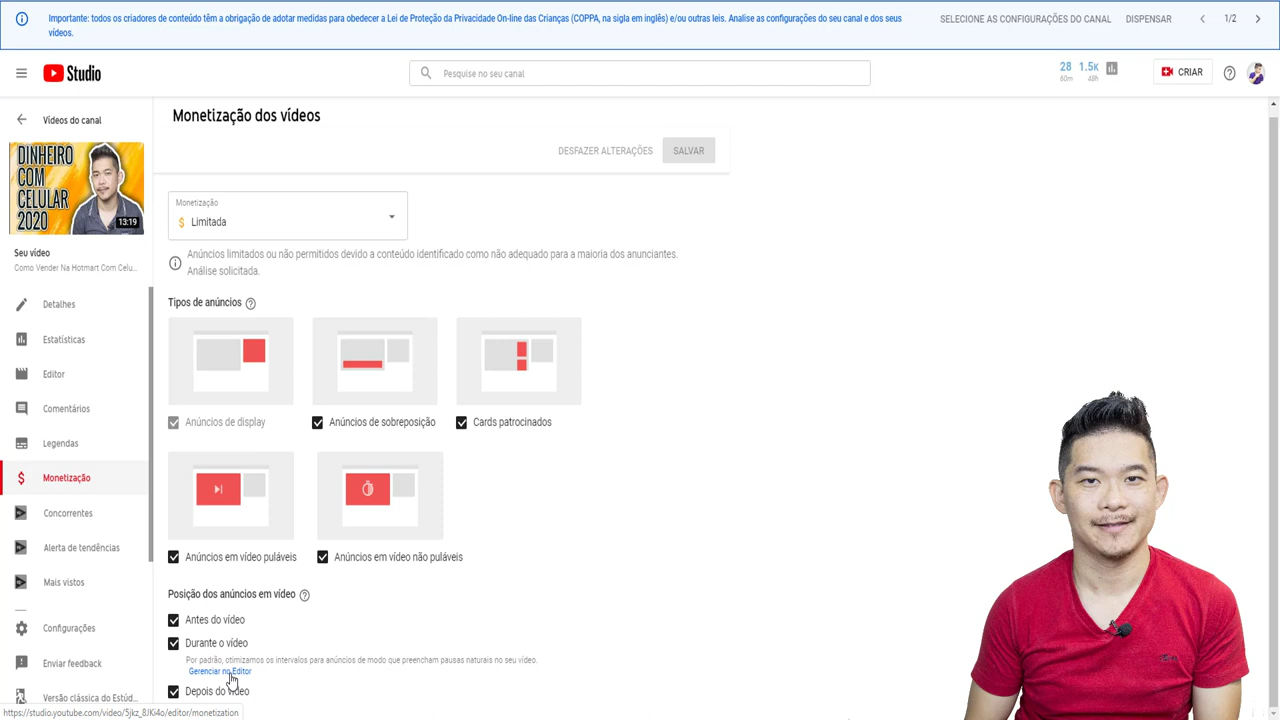 Importante: todos os criadores de conteúdo têm a obrigação de adotar medidas para obedecer a Lei de Proteção da Privacidade On-line das Crianças (COPPA, na sigla em inglês) e/ou outras leis. Analise as configurações do seu canal e dos seus
vídeos.
SELECIONE AS CONFIGURAÇÕES DO CANAL
DISPENSAR
1/2
Studio
Pesquise no seu canal
28
60m
1.5K
48h
CRIAR
Vídeos do canal
DINHEIRO
COM
CELULAR
2020
13:19
Seu vídeo
Como Vender Na Hotmart Com Celu...
Detalhes
Estatísticas
Editor
Comentários
Legendas
Monetização
Concorrentes
Alerta de tendências
Mais vistos
Configurações
Enviar feedback
Versão clássica do Estúd...
Monetização dos vídeos
DESFAZER ALTERAÇÕES
SALVAR
Monetização
$ Limitada
Anúncios limitados ou não permitidos devido a conteúdo identificado como não adequado para a maioria dos anunciantes.
Análise solicitada.
Tipos de anúncios
Anúncios de display
Anúncios de sobreposição
Cards patrocinados
Anúncios em vídeo puláveis
Anúncios em vídeo não puláveis
Posição dos anúncios em vídeo
Antes do vídeo
Durante o vídeo
Por padrão, otimizamos os intervalos para anúncios de modo que preencham pausas naturais no seu vídeo.
Gerenciar no Editor
Depois do vídeo
https://studio.youtube.com/video/5jkz_8JKi4o/editor/monetization